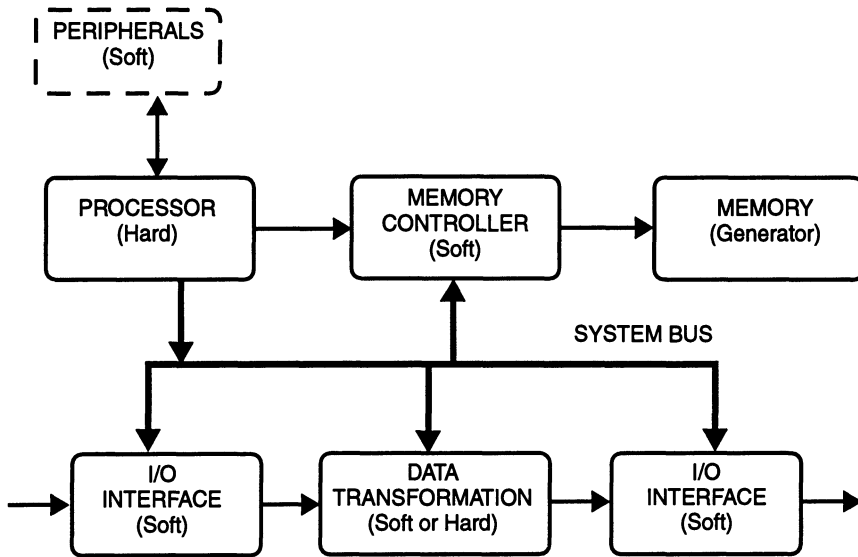 PERIPHERALS
(Soft)
PROCESSOR
(Hard)
MEMORY
CONTROLLER
(Soft)
MEMORY
(Generator)
SYSTEM BUS
I/O
INTERFACE
(Soft)
DATA
TRANSFORMATION
(Soft or Hard)
I/O
INTERFACE
(Soft)